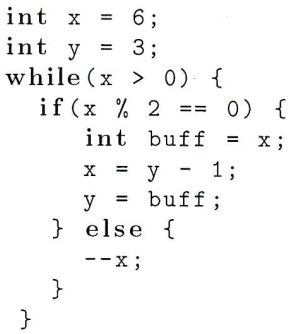 int x = 6;
int y = 3;
while(x > 0) {
if(x % 2 == 0) {
int buff = x;
x = y - 1;
y = buff;
} else {
--x;
}
}